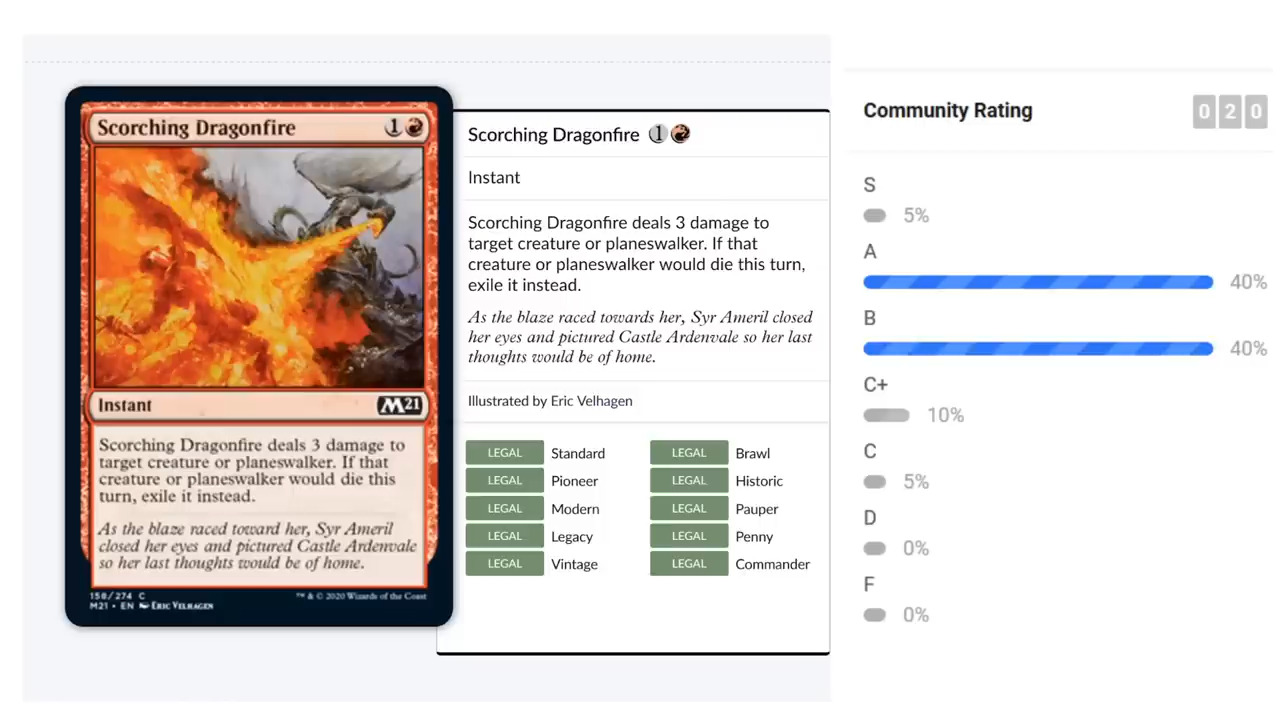 Scorching Dragonfire 1
Instant M21
Scorching Dragonfire deals 3 damage to
target creature or planeswalker. If that
creature or planeswalker would die this
turn, exile it instead.
As the blaze raced toward her, Syr Ameril
closed her eyes and pictured Castle Ardenvale
so her last thoughts would be of home.
158/274 C
M21 • EN Eric Velhagen
™ & © 2020 Wizards of the Coast
Scorching Dragonfire 1
Instant
Scorching Dragonfire deals 3 damage to
target creature or planeswalker. If that
creature or planeswalker would die this turn,
exile it instead.
As the blaze raced towards her, Syr Ameril closed
her eyes and pictured Castle Ardenvale so her last
thoughts would be of home.
Illustrated by Eric Velhagen
LEGAL Standard LEGAL Brawl
LEGAL Pioneer LEGAL Historic
LEGAL Modern LEGAL Pauper
LEGAL Legacy LEGAL Penny
LEGAL Vintage LEGAL Commander
Community Rating 0 2 0
S
5%
A
40%
B
40%
C+
10%
C
5%
D
0%
F
0%